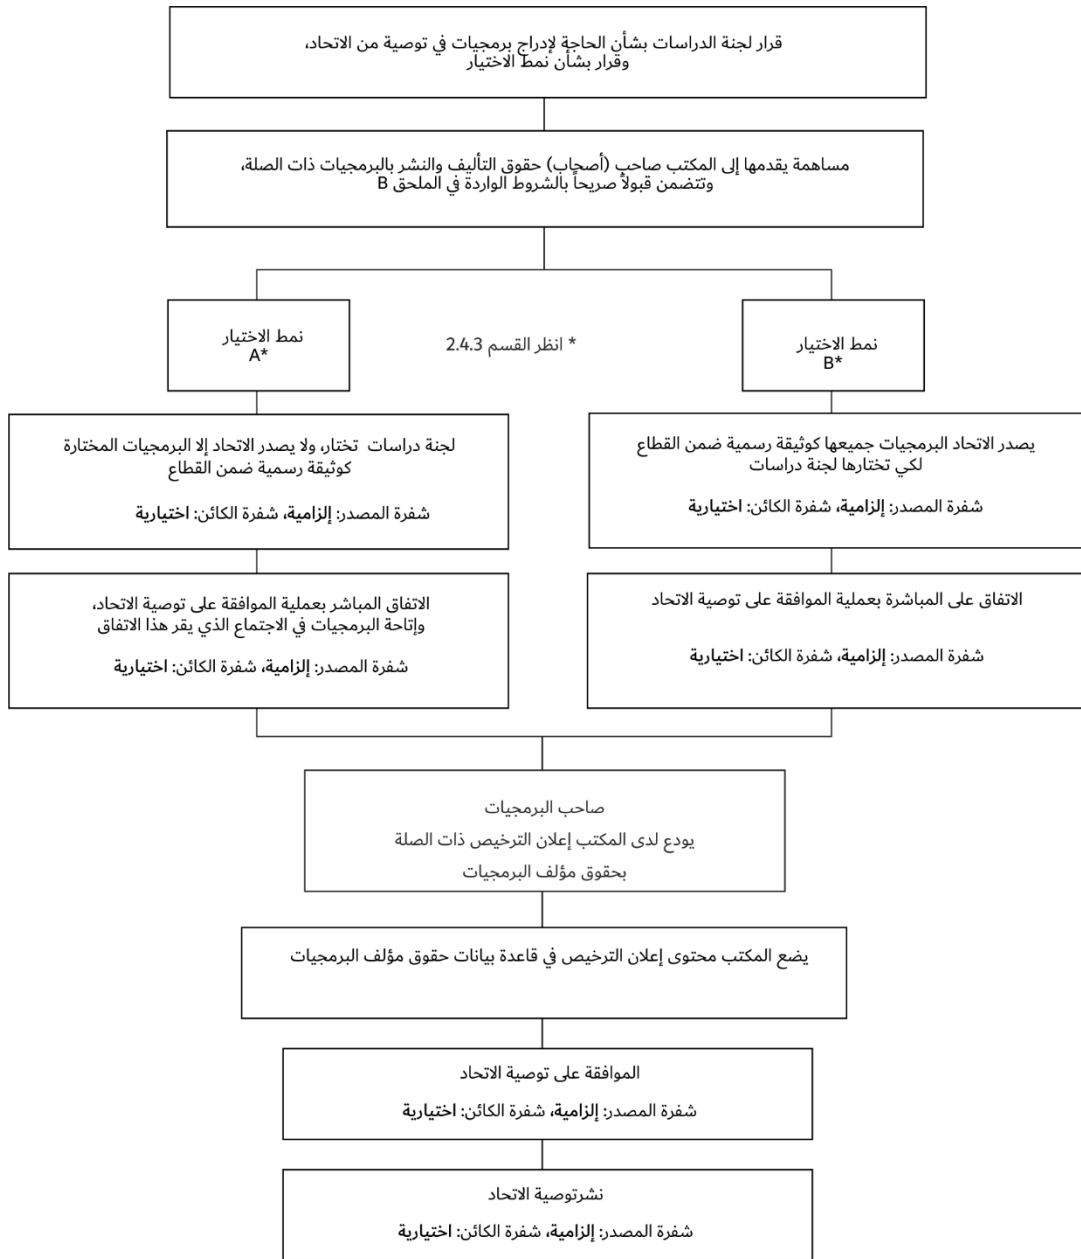 قرار لجنة الدراسات بشأن الحاجة لإدراج برمجيات في توصية من الاتحاد،
وقرار بشأن نمط الاختيار
مساهمة يقدمها إلى المكتب صاحب (أصحاب) حقوق التأليف والنشر بالبرمجيات ذات الصلة،
وتتضمن قبولاً صريحاً بالشروط الواردة في الملحق B
نمط الاختيار
A*
* انظر القسم 2.4.3
نمط الاختيار
B*
لجنة دراسات تختار، ولا يصدر الاتحاد إلا البرمجيات المختارة
كوثيقة رسمية ضمن القطاع
شفرة المصدر: إلزامية، شفرة الكائن: اختيارية
يصدر الاتحاد البرمجيات جميعها كوثيقة رسمية ضمن القطاع
لكي تختارها لجنة دراسات
شفرة المصدر: إلزامية، شفرة الكائن: اختيارية
الاتفاق المباشر بعملية الموافقة على توصية الاتحاد،
وإتاحة البرمجيات في الاجتماع الذي يقر هذا الاتفاق
شفرة المصدر: إلزامية، شفرة الكائن: اختيارية
الاتفاق على المباشرة بعملية الموافقة على توصية الاتحاد
شفرة المصدر: إلزامية، شفرة الكائن: اختيارية
صاحب البرمجيات
يودع لدى المكتب إعلان الترخيص ذات الصلة
بحقوق مؤلف البرمجيات
يضع المكتب محتوى إعلان الترخيص في قاعدة بيانات حقوق مؤلف البرمجيات
الموافقة على توصية الاتحاد
شفرة المصدر: إلزامية، شفرة الكائن: اختيارية
نشرتوصية الاتحاد
شفرة المصدر: إلزامية، شفرة الكائن: اختيارية